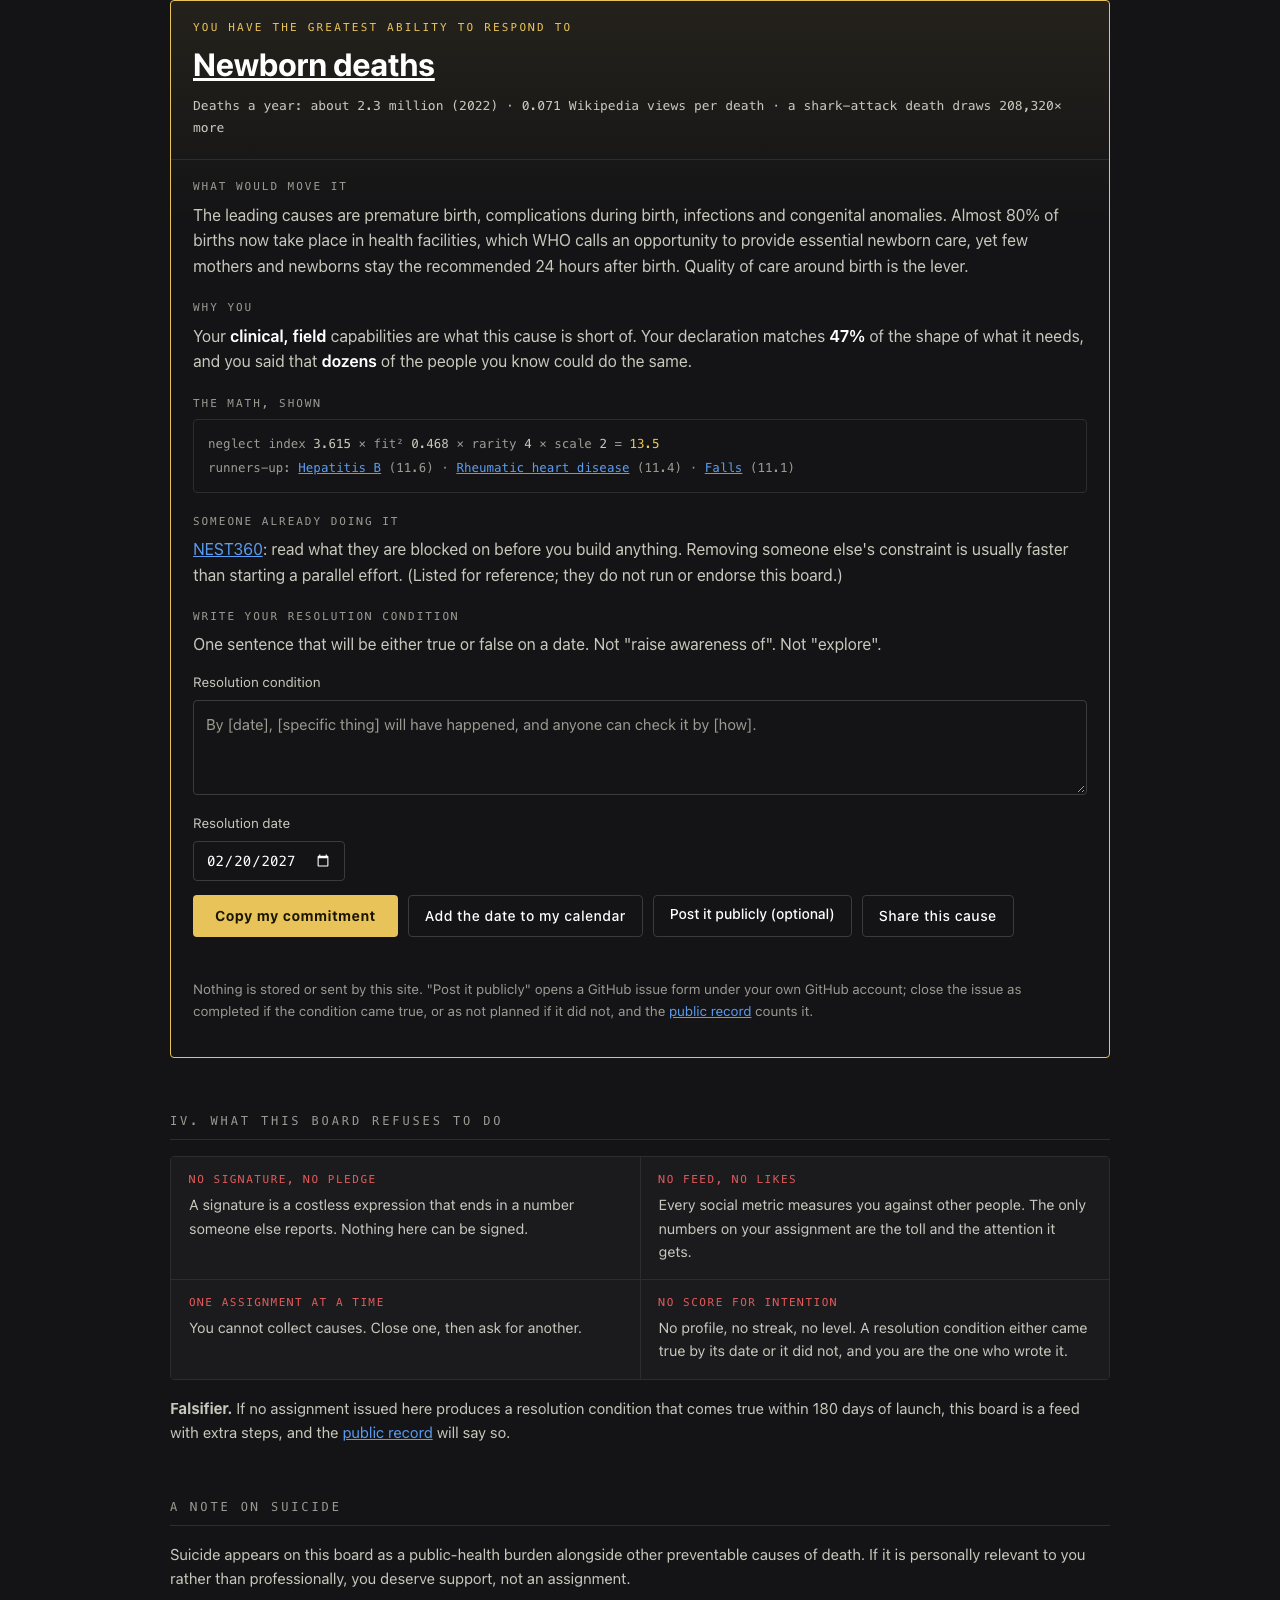 YOU HAVE THE GREATEST ABILITY TO RESPOND TO
Newborn deaths
Deaths a year: about 2.3 million (2022) · 0.071 Wikipedia views per death · a shark-attack death draws 208,320×
more
WHAT WOULD MOVE IT
The leading causes are premature birth, complications during birth, infections and congenital anomalies. Almost 80% of
births now take place in health facilities, which WHO calls an opportunity to provide essential newborn care, yet few
mothers and newborns stay the recommended 24 hours after birth. Quality of care around birth is the lever.
WHY YOU
Your clinical, field capabilities are what this cause is short of. Your declaration matches 47% of the shape of what it needs,
and you said that dozens of the people you know could do the same.
THE MATH, SHOWN
neglect index 3.615 × fit² 0.468 × rarity 4 × scale 2 = 13.5
runners-up: Hepatitis B (11.6) · Rheumatic heart disease (11.4) · Falls (11.1)
SOMEONE ALREADY DOING IT
NEST360: read what they are blocked on before you build anything. Removing someone else's constraint is usually faster
than starting a parallel effort. (Listed for reference; they do not run or endorse this board.)
WRITE YOUR RESOLUTION CONDITION
One sentence that will be either true or false on a date. Not "raise awareness of". Not "explore".
Resolution condition
By [date], [specific thing] will have happened, and anyone can check it by [how].
Resolution date
02/20/2027
Copy my commitment
Add the date to my calendar
Post it publicly (optional)
Share this cause
Nothing is stored or sent by this site. "Post it publicly" opens a GitHub issue form under your own GitHub account; close the issue as
completed if the condition came true, or as not planned if it did not, and the public record counts it.
IV. WHAT THIS BOARD REFUSES TO DO
NO SIGNATURE, NO PLEDGE
A signature is a costless expression that ends in a number
someone else reports. Nothing here can be signed.
NO FEED, NO LIKES
Every social metric measures you against other people. The only
numbers on your assignment are the toll and the attention it
gets.
ONE ASSIGNMENT AT A TIME
You cannot collect causes. Close one, then ask for another.
NO SCORE FOR INTENTION
No profile, no streak, no level. A resolution condition either came
true by its date or it did not, and you are the one who wrote it.
Falsifier. If no assignment issued here produces a resolution condition that comes true within 180 days of launch, this board is a feed
with extra steps, and the public record will say so.
A NOTE ON SUICIDE
Suicide appears on this board as a public-health burden alongside other preventable causes of death. If it is personally relevant to you
rather than professionally, you deserve support, not an assignment.